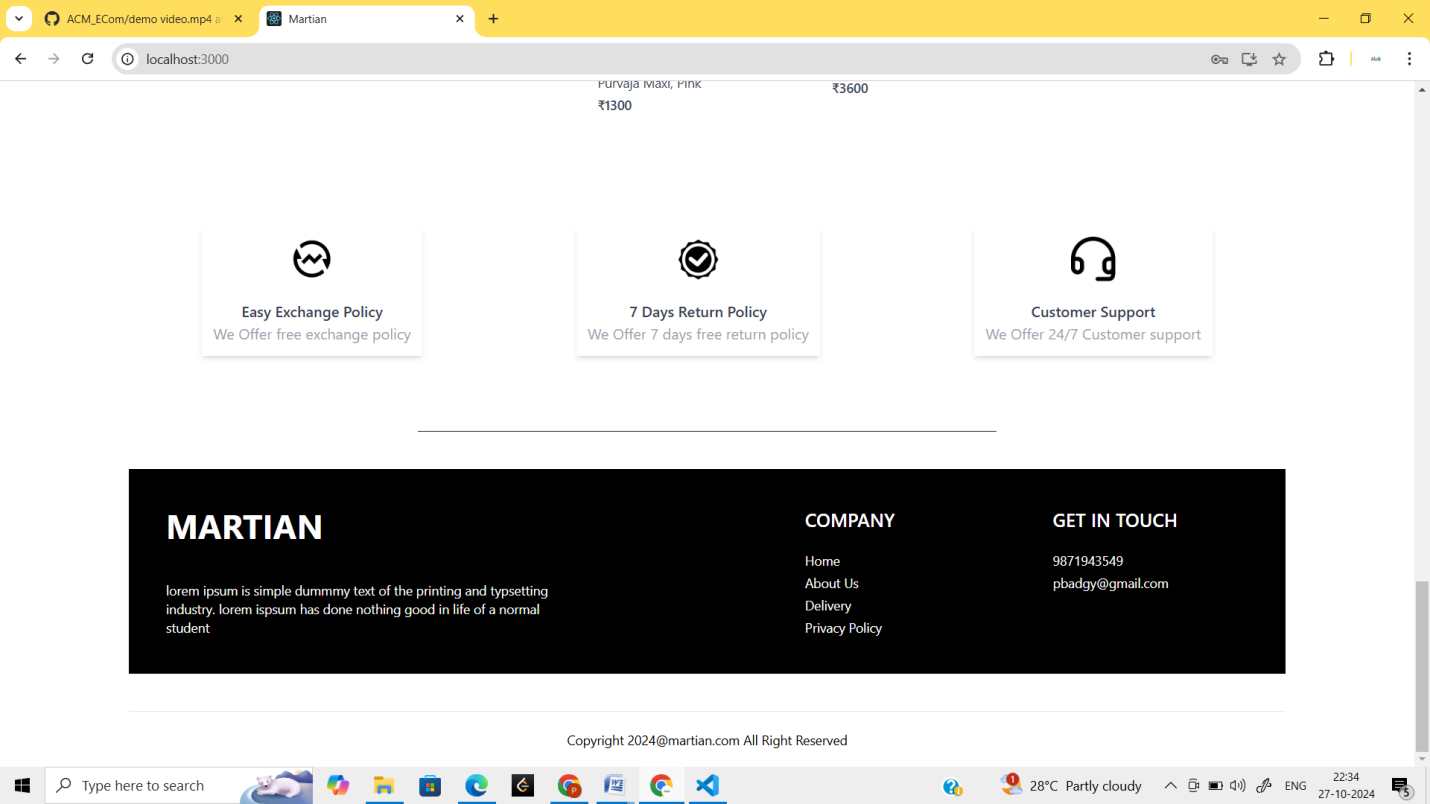 ACM_ECom/demo video.mp4 a
Martian
localhost:3000
Purvaja Maxi, Pink
₹1300
₹3600
Easy Exchange Policy
We Offer free exchange policy
7 Days Return Policy
We Offer 7 days free return policy
Customer Support
We Offer 24/7 Customer support
MARTIAN
lorem ipsum is simple dummmy text of the printing and typsetting
industry. lorem ispsum has done nothing good in life of a normal
student
COMPANY
Home
About Us
Delivery
Privacy Policy
GET IN TOUCH
9871943549
pbadgy@gmail.com
Copyright 2024@martian.com All Right Reserved
Type here to search
1
28°C Partly cloudy
ENG
22:34
27-10-2024
5